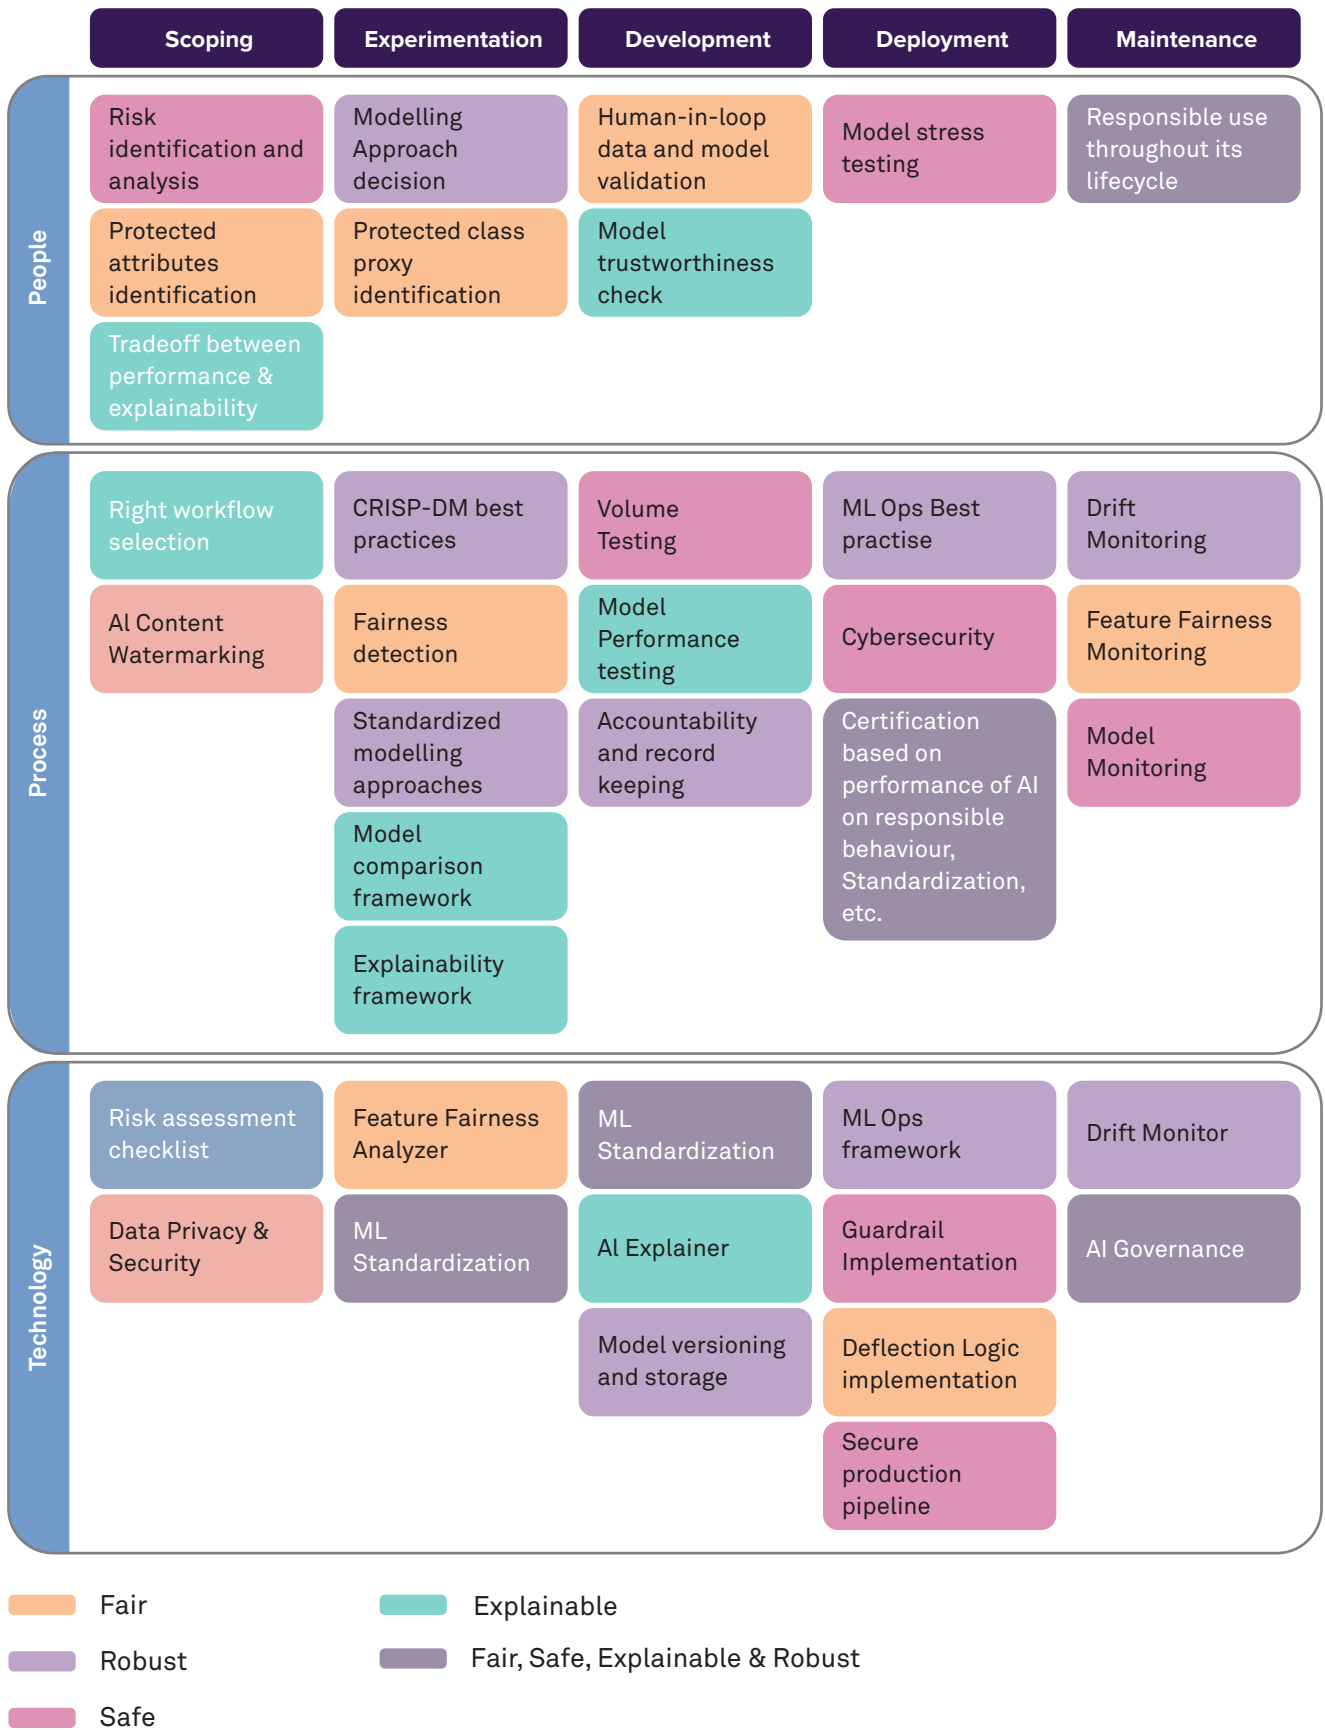 Scoping
Experimentation
Development
Deployment
Maintenance
People
Risk
identification and
analysis
Protected
attributes
identification
Tradeoff between
performance &
explainability
Modelling
Approach
decision
Protected class
proxy
identification
Human-in-loop
data and model
validation
Model
trustworthiness
check
Model stress
testing
Responsible use
throughout its
lifecycle
Process
Right workflow
selection
AI Content
Watermarking
CRISP-DM best
practices
Fairness
detection
Standardized
modelling
approaches
Model
comparison
framework
Explainability
framework
Volume
Testing
Model
Performance
testing
Accountability
and record
keeping
ML Ops Best
practise
Cybersecurity
Certification
based on
performance of AI
on responsible
behaviour,
Standardization,
etc.
Drift
Monitoring
Feature Fairness
Monitoring
Model
Monitoring
Technology
Risk assessment
checklist
Data Privacy &
Security
Feature Fairness
Analyzer
ML
Standardization
ML
Standardization
AI Explainer
Model versioning
and storage
ML Ops
framework
Guardrail
Implementation
Deflection Logic
implementation
Secure
production
pipeline
Drift Monitor
AI Governance
Fair
Robust
Safe
Explainable
Fair, Safe, Explainable & Robust